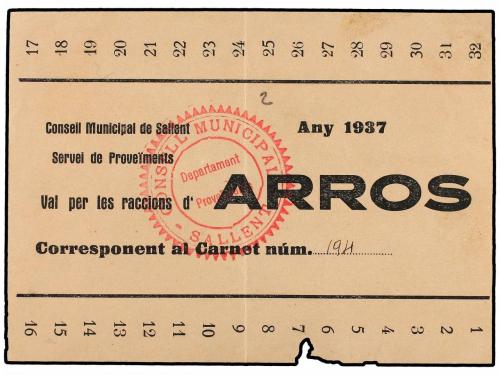 17 18 19 20 21 22 23 24 25 26 27 28 29 30 31 32
2
Consell Municipal de Sallent
Any 1937
Servei de Proveïments
Val per les raccions d'
ARROS
CONSELL MUNICIPAL
Departament
Proveï
- SALLENT -
Corresponent al Carnet núm. 194
16 15 14 13 12 11 10 9 8 7 6 5 4 3 2 1